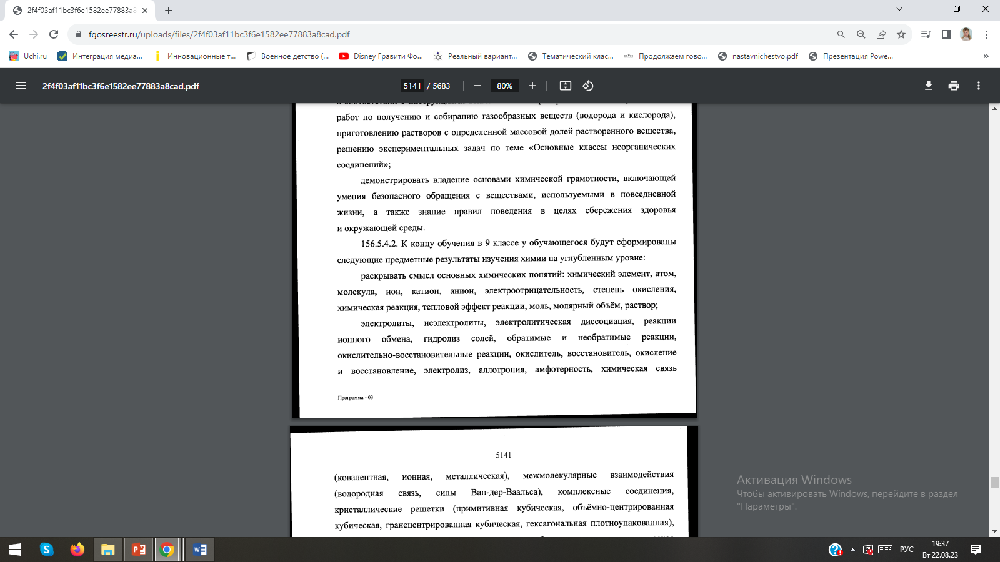 2f4f03af11bc3f6e1582ee77883a8
fgosreestr.ru/uploads/files/2f4f03af11bc3f6e1582ee77883a8cad.pdf
Uchi.ru Интеграция медиа... Инновационные т... Военное детство (... Disney Гравити Фо... Реальный вариант... Тематический клас... Продолжаем гово... nastavnichestvo.pdf Презентация Powe... »
2f4f03af11bc3f6e1582ee77883a8cad.pdf 5141 / 5683 80%
работ по получению и собиранию газообразных веществ (водорода и кислорода),
приготовлению растворов с определенной массовой долей растворенного вещества,
решению экспериментальных задач по теме «Основные классы неорганических
соединений»;
демонстрировать владение основами химической грамотности, включающей
умения безопасного обращения с веществами, используемыми в повседневной
жизни, а также знание правил поведения в целях сбережения здоровья
и окружающей среды.
156.5.4.2. К концу обучения в 9 классе у обучающегося будут сформированы
следующие предметные результаты изучения химии на углубленным уровне:
раскрывать смысл основных химических понятий: химический элемент, атом,
молекула, ион, катион, анион, электроотрицательность, степень окисления,
химическая реакция, тепловой эффект реакции, моль, молярный объём, раствор;
электролиты, неэлектролиты, электролитическая диссоциация, реакции
ионного обмена, гидролиз солей, обратимые и необратимые реакции,
окислительно-восстановительные реакции, окислитель, восстановитель, окисление
и восстановление, электролиз, аллотропия, амфотерность, химическая связь
Программа - 03
5141
(ковалентная, ионная, металлическая), межмолекулярные взаимодействия
(водородная связь, силы Ван-дер-Ваальса), комплексные соединения,
кристаллические решетки (примитивная кубическая, объёмно-центрированная
кубическая, гранецентрированная кубическая, гексагональная плотноупакованная),
Активация Windows
Чтобы активировать Windows, перейдите в раздел
"Параметры".
РУС
19:37
Вт 22.08.23